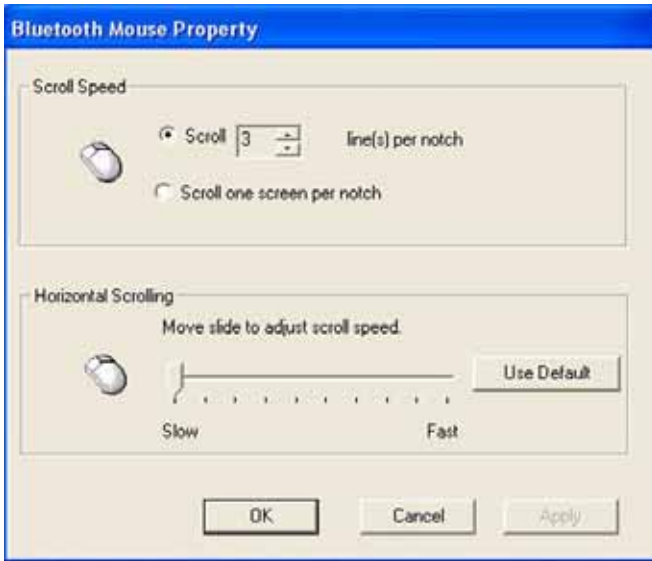 Bluetooth Mouse Property
Scroll Speed
Scroll 3 line(s) per notch
Scroll one screen per notch
Horizontal Scrolling
Move slide to adjust scroll speed.
Use Default
Slow Fast
OK Cancel Apply